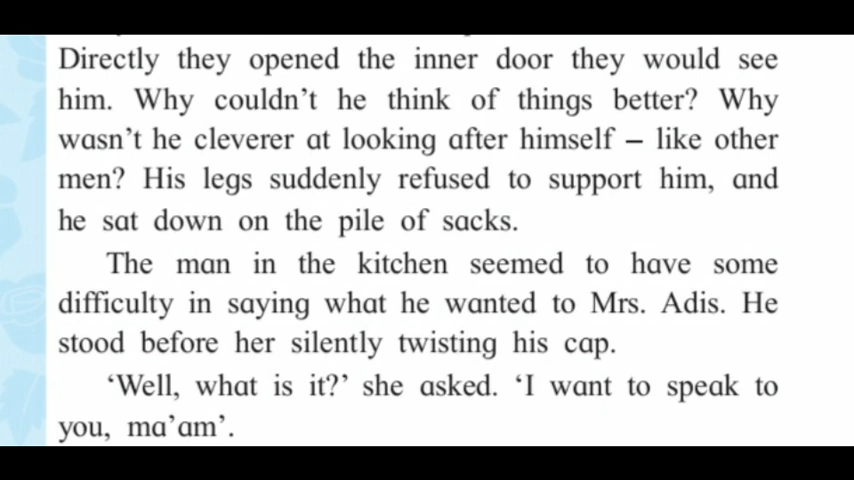 Directly they opened the inner door they would see
him. Why couldn’t he think of things better? Why
wasn’t he cleverer at looking after himself – like other
men? His legs suddenly refused to support him, and
he sat down on the pile of sacks.
The man in the kitchen seemed to have some
difficulty in saying what he wanted to Mrs. Adis. He
stood before her silently twisting his cap.
‘Well, what is it?’ she asked. ‘I want to speak to
you, ma’am’.